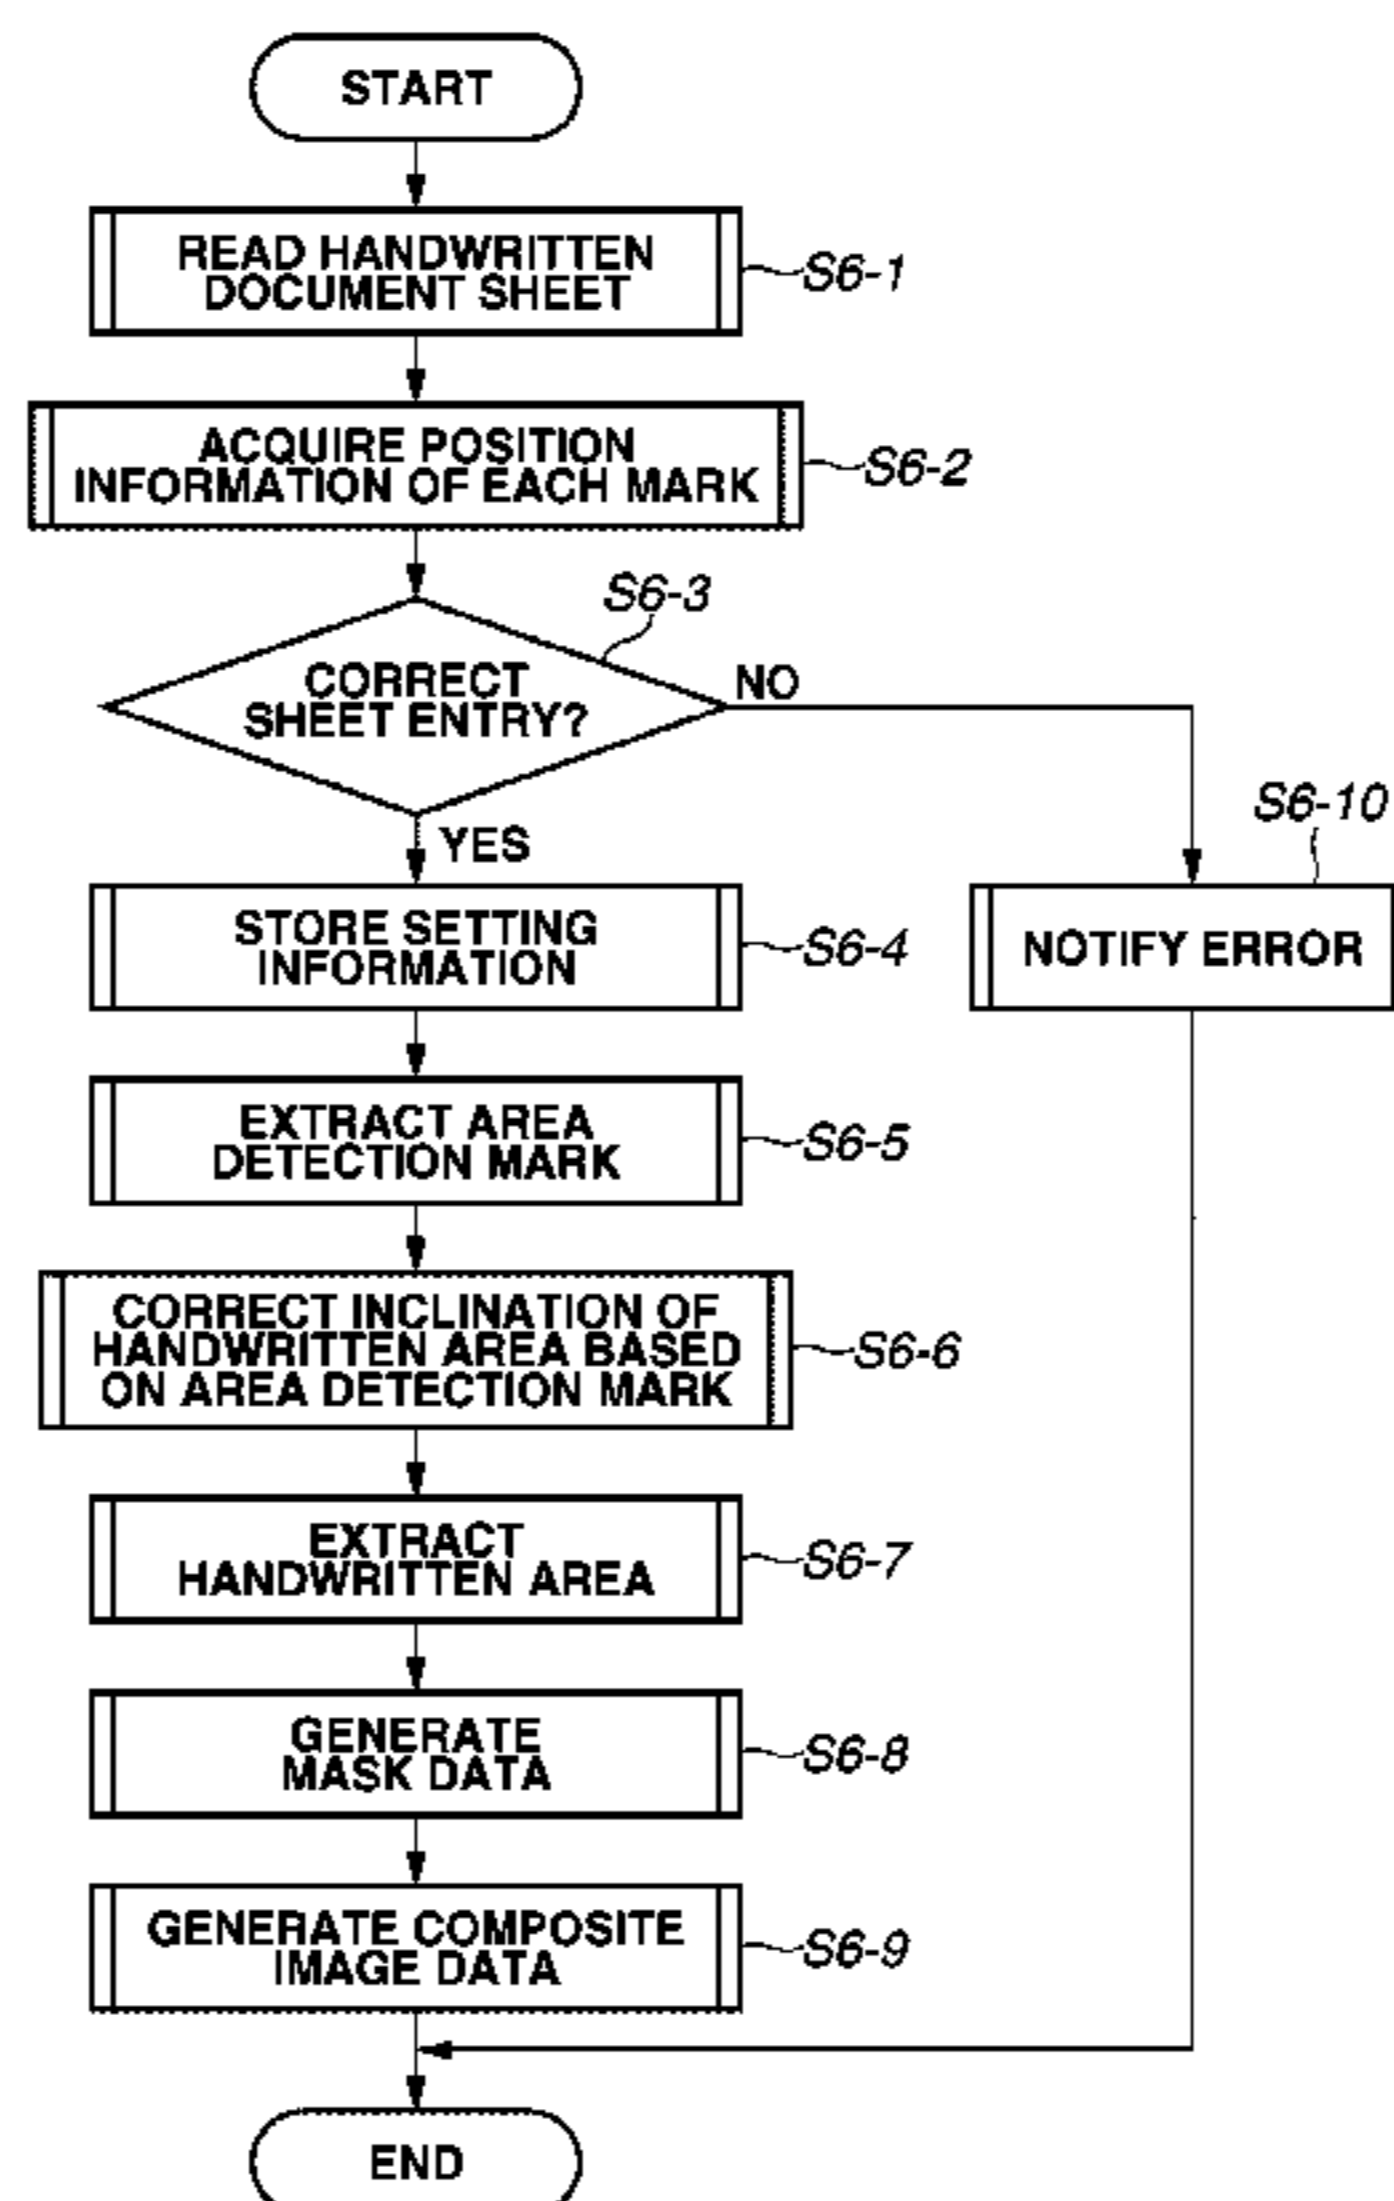 START
READ HANDWRITTEN
DOCUMENT SHEET
S6-1
ACQUIRE POSITION
INFORMATION OF EACH MARK
S6-2
S6-3
CORRECT
SHEET ENTRY?
NO
YES
S6-10
STORE SETTING
INFORMATION
S6-4
NOTIFY ERROR
EXTRACT AREA
DETECTION MARK
S6-5
CORRECT INCLINATION OF
HANDWRITTEN AREA BASED
ON AREA DETECTION MARK
S6-6
EXTRACT
HANDWRITTEN AREA
S6-7
GENERATE
MASK DATA
S6-8
GENERATE COMPOSITE
IMAGE DATA
S6-9
END